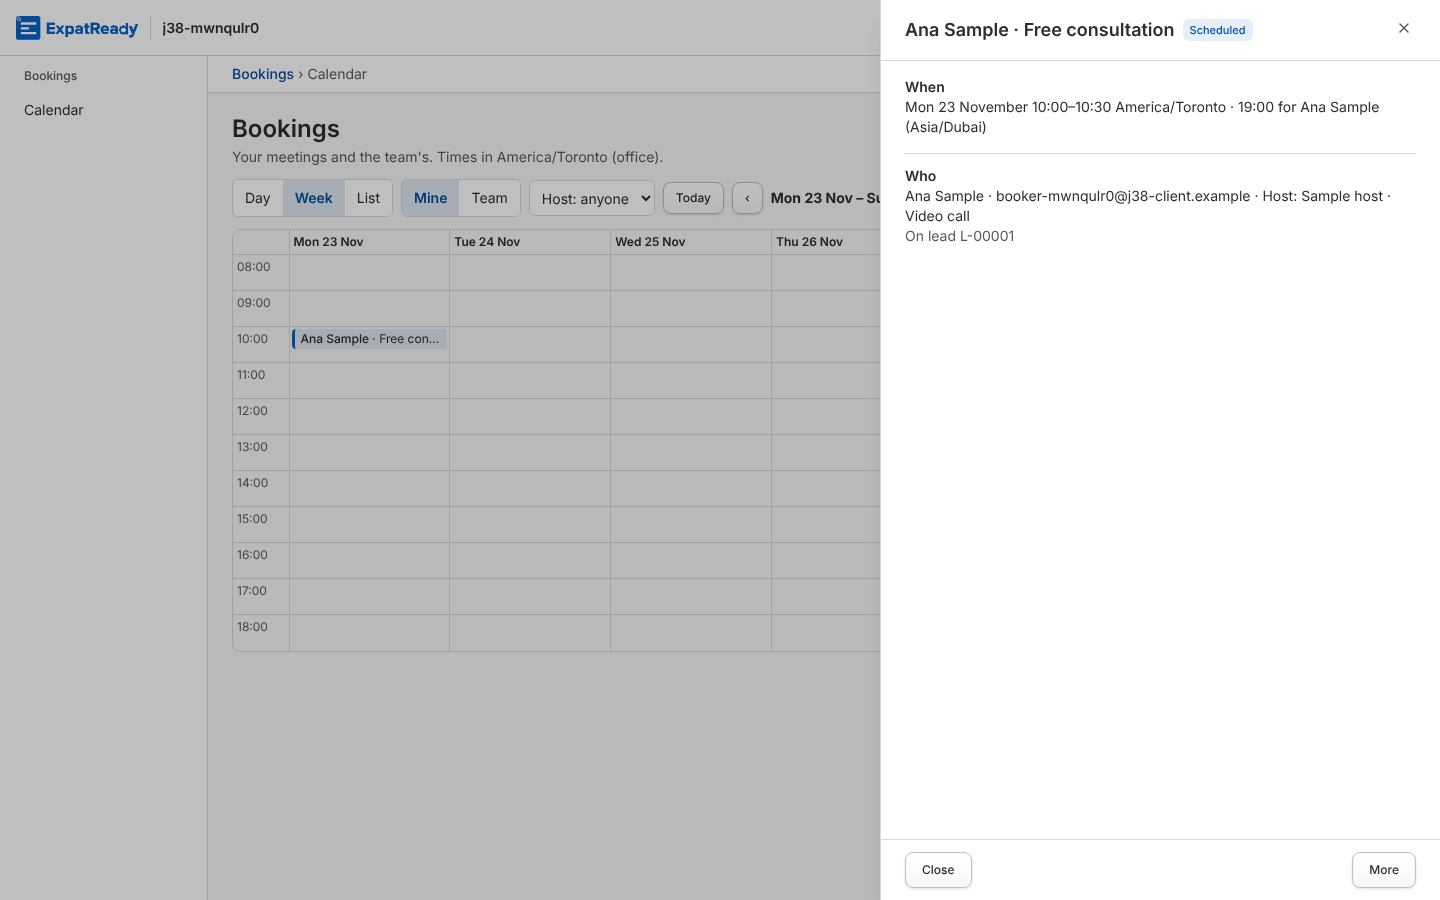 ExpatReady
j38-mwnqulr0
Bookings
Calendar
Bookings › Calendar
Bookings
Your meetings and the team's. Times in America/Toronto (office).
Day Week List Mine Team Host: anyone Today ‹ Mon 23 Nov – Su
Mon 23 Nov Tue 24 Nov Wed 25 Nov Thu 26 Nov
08:00
09:00
10:00 Ana Sample · Free con...
11:00
12:00
13:00
14:00
15:00
16:00
17:00
18:00
Ana Sample · Free consultation Scheduled ×
When
Mon 23 November 10:00–10:30 America/Toronto · 19:00 for Ana Sample
(Asia/Dubai)
Who
Ana Sample · booker-mwnqulr0@j38-client.example · Host: Sample host ·
Video call
On lead L-00001
Close More